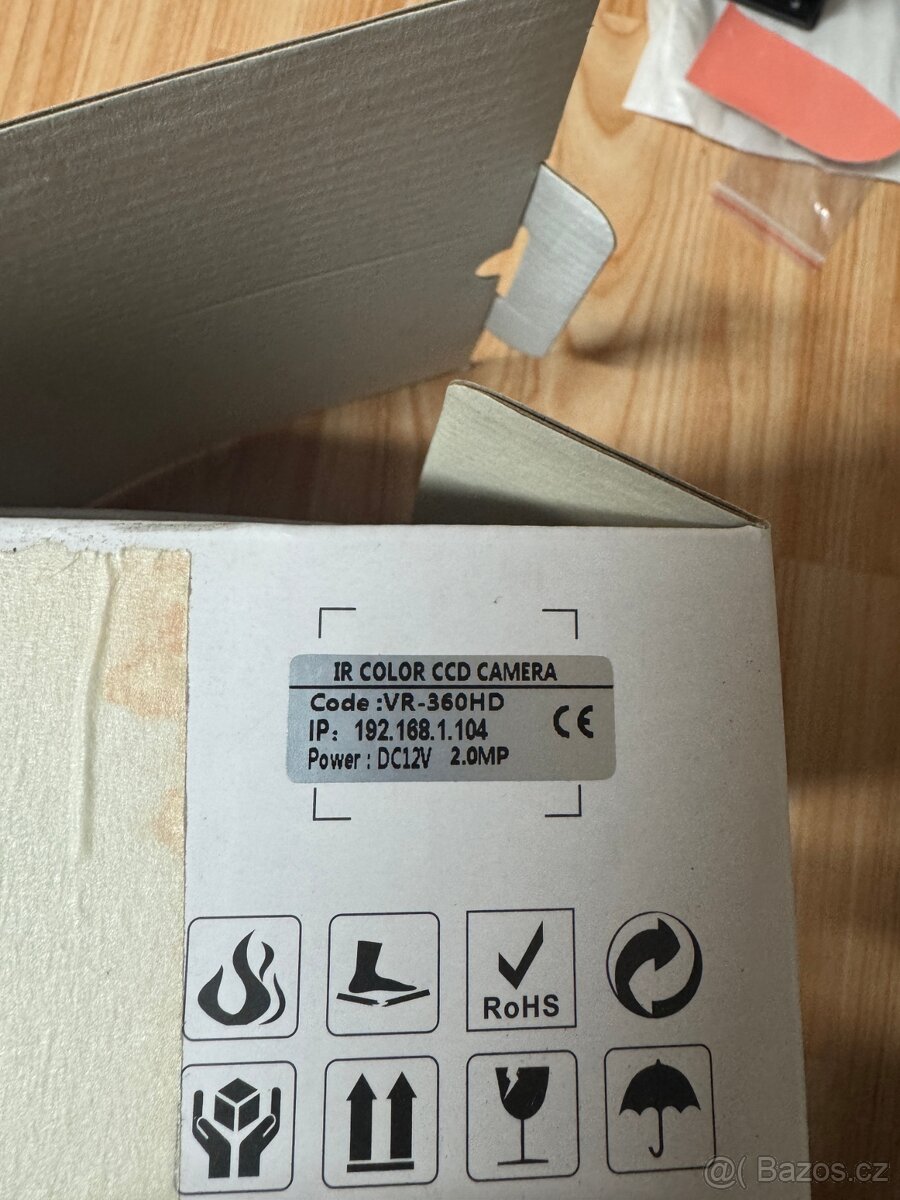 IR COLOR CCD CAMERA
Code :VR-360HD
IP: 192.168.1.104
Power : DC12V 2.0MP
CE
RoHS
@( Bazos.cz